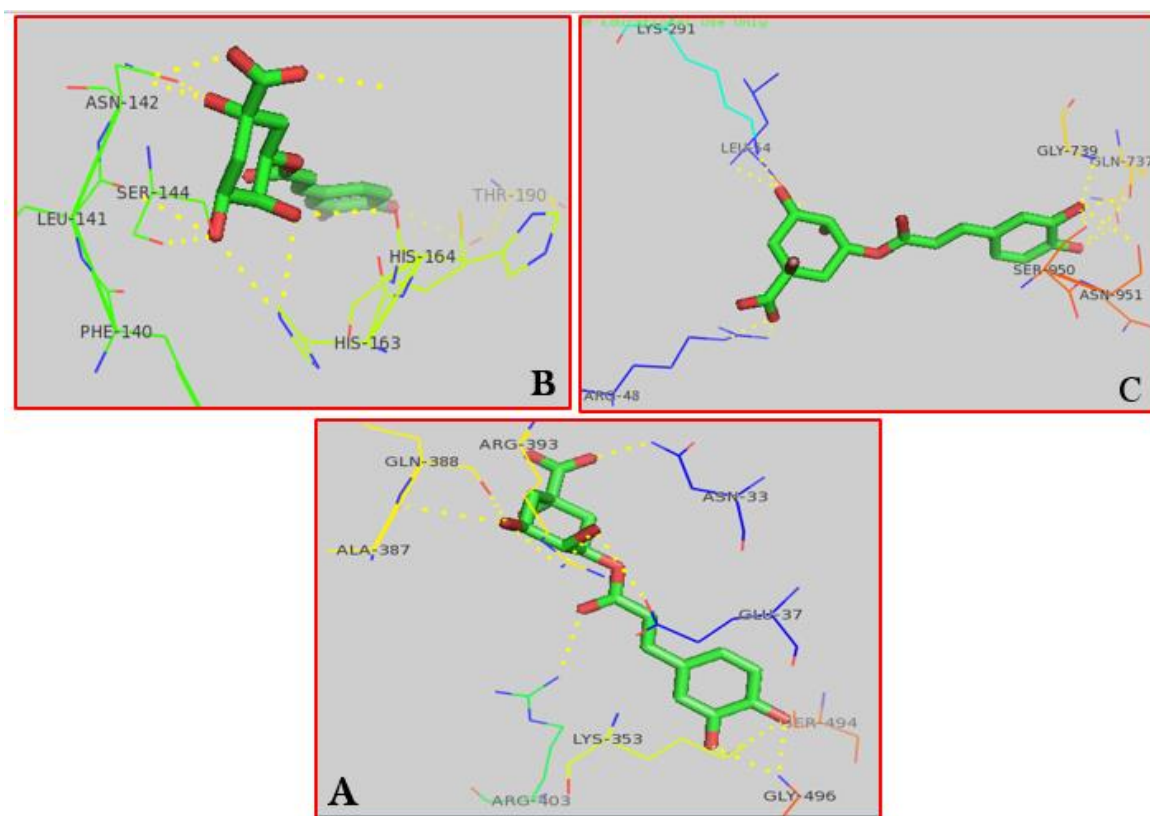 LYS-291
ASN-142
LEU-54
GLY-739
GLN-737
SER-144
THR-190
LEU-141
HIS-164
SER-950
ASN-951
PHE-140
HIS-163
B
ARG-48
C
ARG-393
GLN-388
ASN-33
ALA-387
GLU-37
SER-494
LYS-353
ARG-403
GLY-496
A